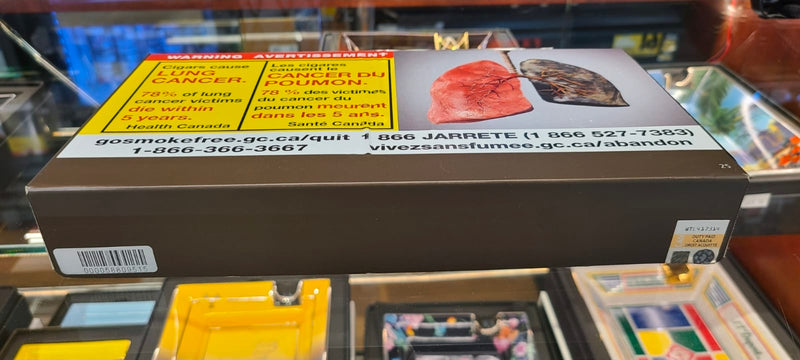 WARNING AVERTISSEMENT
Cigars cause
LUNG
CANCER.
78% of lung
cancer victims
die within
5 years.
Health Canada
Les cigares
causent le
CANCER DU
POUMON.
78 % des victimes
du cancer du
poumon meurent
dans les 5 ans.
Santé Canada
gosmokefree.gc.ca/quit
1-866-366-3667
1 866 JARRETE (1 866 527-7383)
vivezsansfumee.gc.ca/abandon
25
000058809515
DUTY PAID
CANADA
DROIT ACQUITTÉ